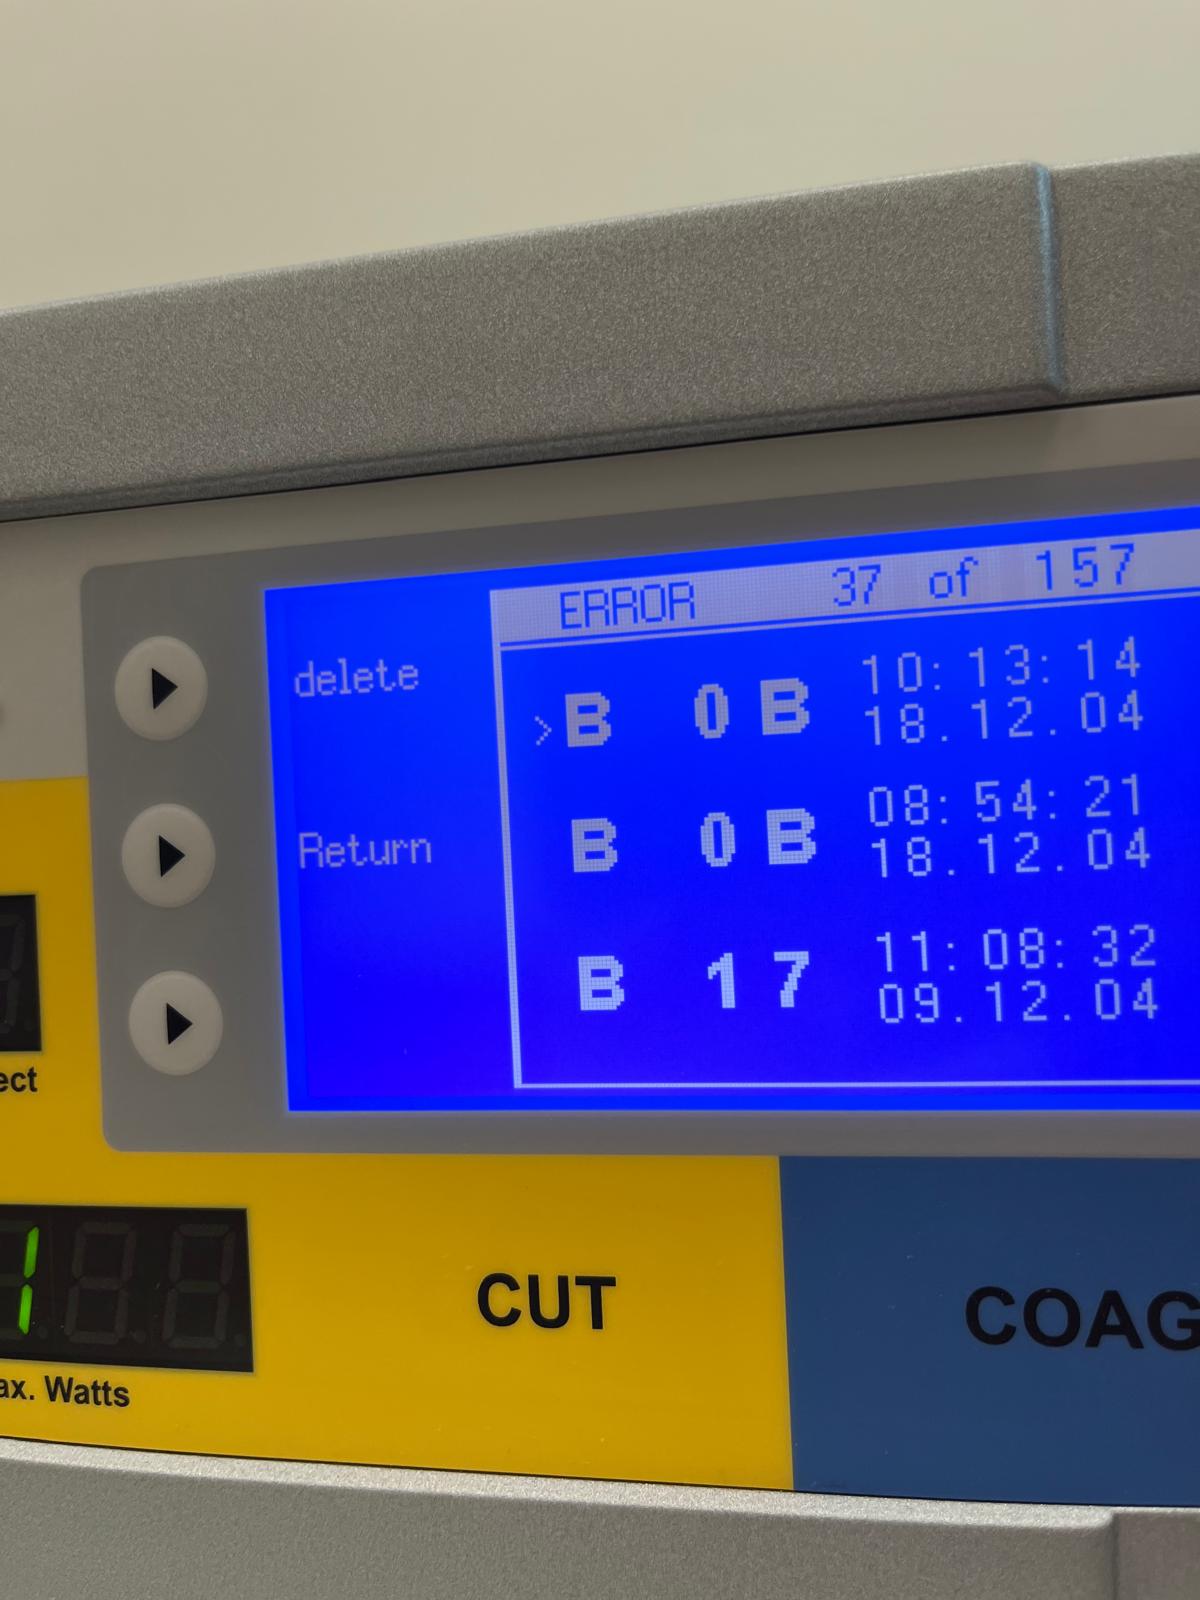 ERROR 37 of 157
delete
>B 0B 10:13:14
18.12.04
B 0B 08:54:21
18.12.04
Return
B 17 11:08:32
09.12.04
ect
1
CUT
COAG
ax. Watts